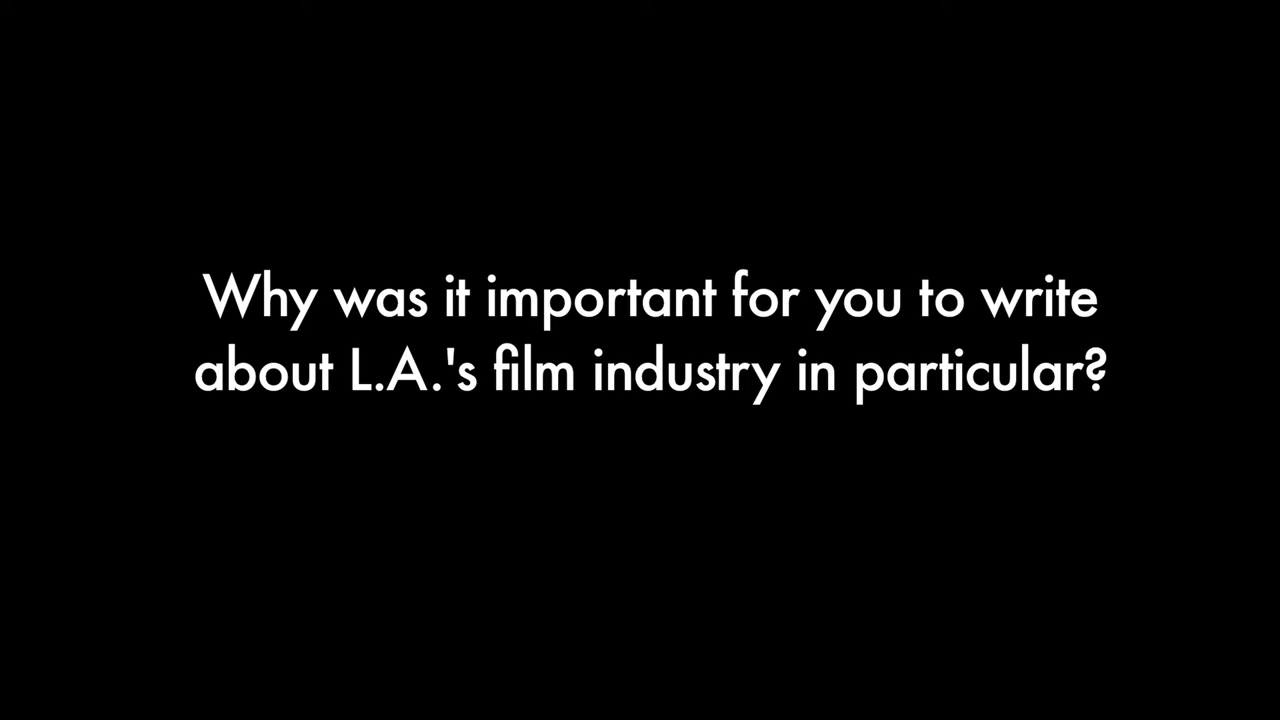 Why was it important for you to write
about L.A.'s film industry in particular?